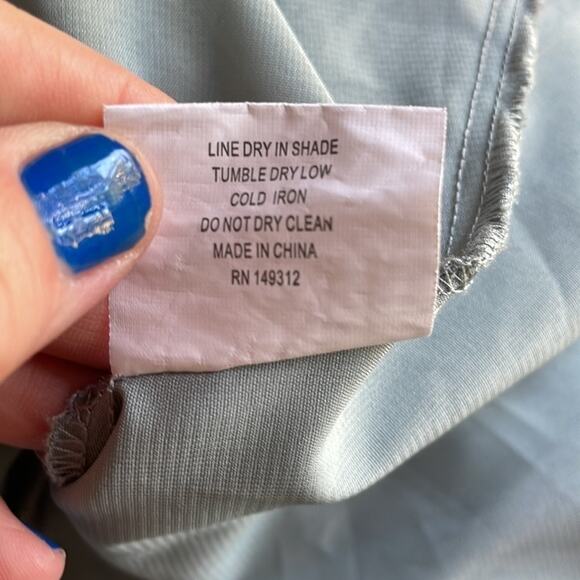 LINE DRY IN SHADE
TUMBLE DRY LOW
COLD IRON
DO NOT DRY CLEAN
MADE IN CHINA
RN 149312